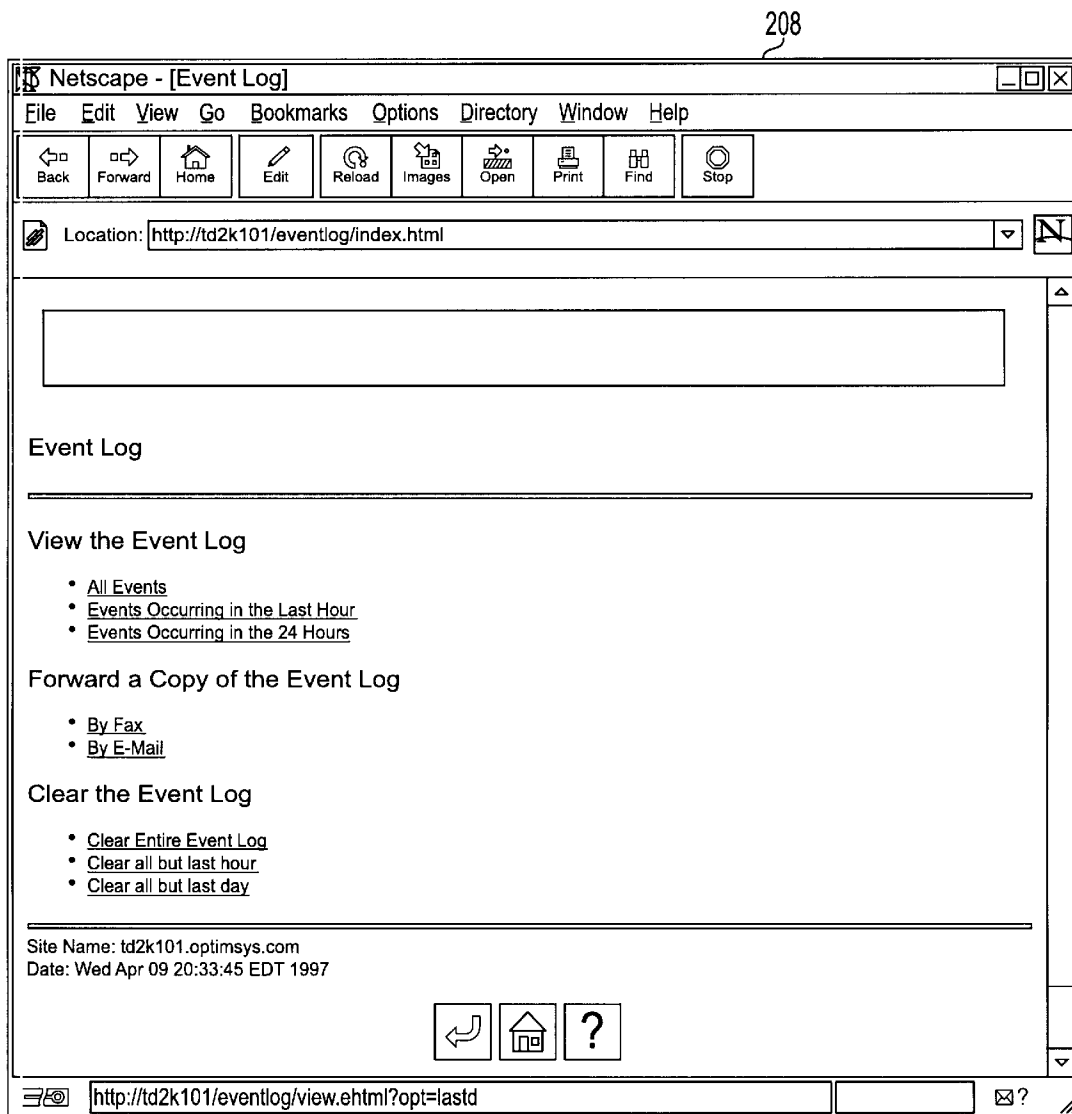 208
Netscape - [Event Log]
File Edit View Go Bookmarks Options Directory Window Help
Back Forward Home Edit Reload Images Open Print Find Stop
Location: http://td2k101/eventlog/index.html
N
Event Log
View the Event Log
• All Events
• Events Occurring in the Last Hour
• Events Occurring in the 24 Hours
Forward a Copy of the Event Log
• By Fax
• By E-Mail
Clear the Event Log
• Clear Entire Event Log
• Clear all but last hour
• Clear all but last day
Site Name: td2k101.optimsys.com
Date: Wed Apr 09 20:33:45 EDT 1997
?
http://td2k101/eventlog/view.ehtml?opt=lastd ?